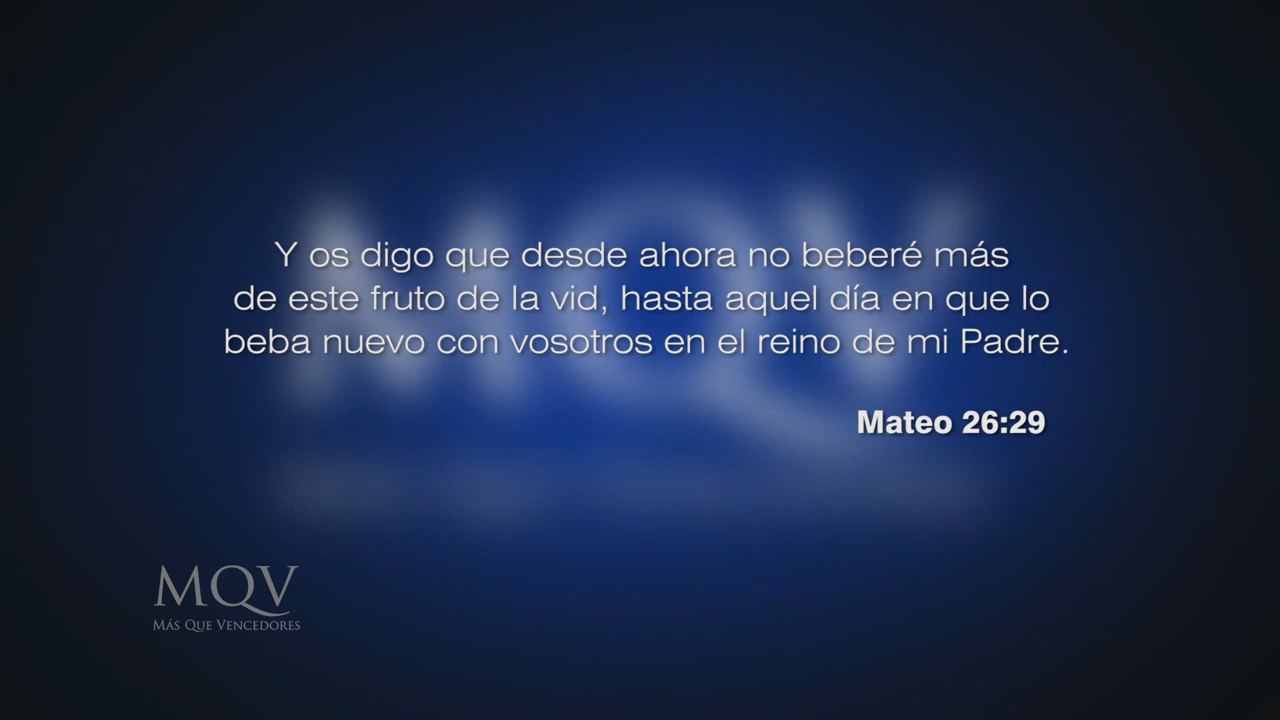 Y os digo que desde ahora no beberé más
de este fruto de la vid, hasta aquel día en que lo
beba nuevo con vosotros en el reino de mi Padre.
Mateo 26:29
MQV
MÁS QUE VENCEDORES